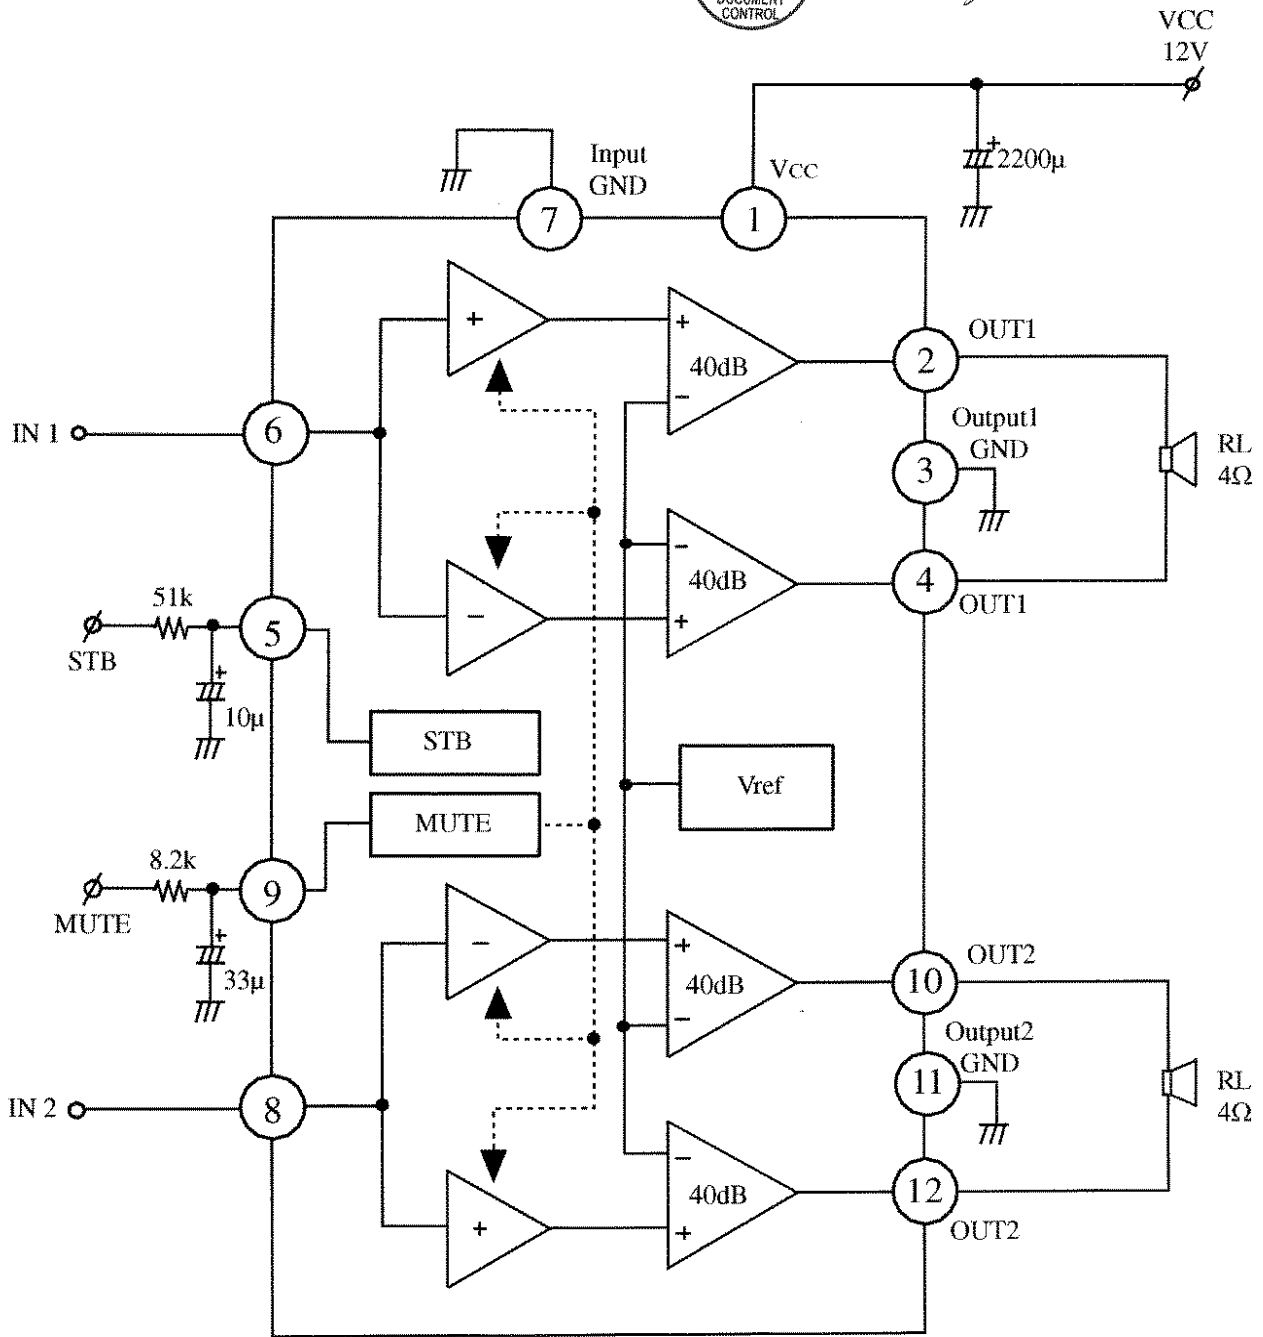 CONTROL
VCC
12V
2200µ
Input
GND
VCC
7
1
+
+
40dB
−
2
OUT1
Output1
GND
3
RL
4Ω
IN 1
6
−
40dB
+
−
4
OUT1
51k
5
STB
10µ
STB
Vref
MUTE
8.2k
9
MUTE
33µ
−
+
40dB
−
10
OUT2
Output2
GND
11
RL
4Ω
IN 2
8
−
40dB
+
+
12
OUT2